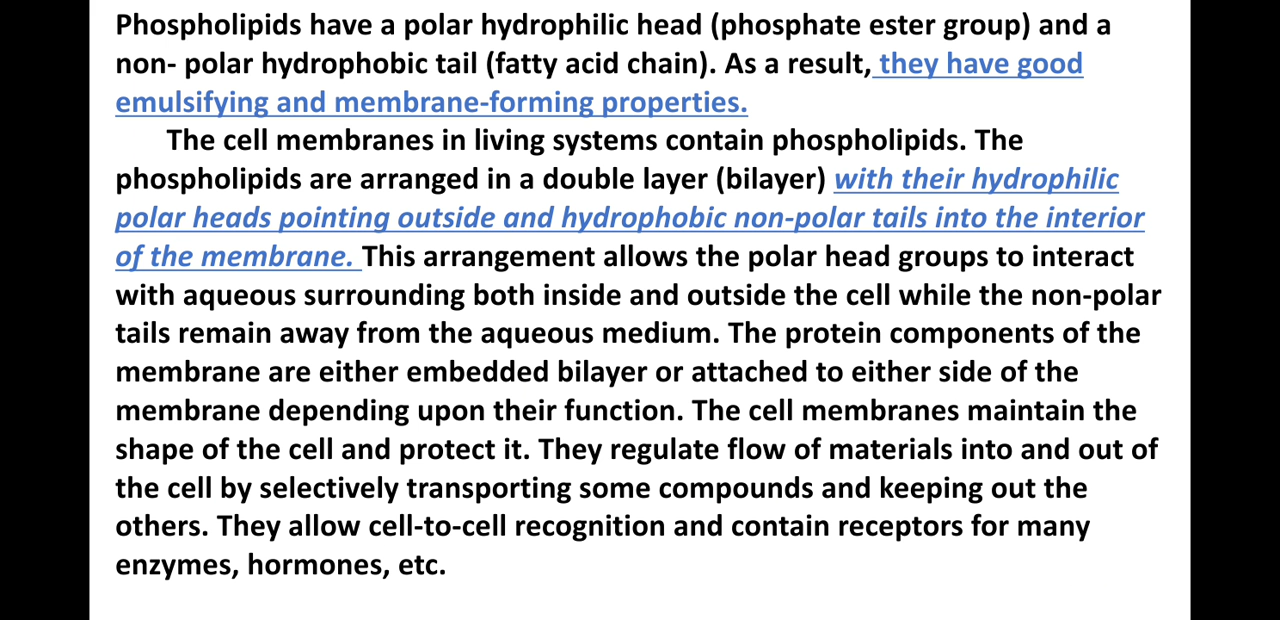 Phospholipids have a polar hydrophilic head (phosphate ester group) and a
non- polar hydrophobic tail (fatty acid chain). As a result, they have good
emulsifying and membrane-forming properties.
The cell membranes in living systems contain phospholipids. The
phospholipids are arranged in a double layer (bilayer) with their hydrophilic
polar heads pointing outside and hydrophobic non-polar tails into the interior
of the membrane. This arrangement allows the polar head groups to interact
with aqueous surrounding both inside and outside the cell while the non-polar
tails remain away from the aqueous medium. The protein components of the
membrane are either embedded bilayer or attached to either side of the
membrane depending upon their function. The cell membranes maintain the
shape of the cell and protect it. They regulate flow of materials into and out of
the cell by selectively transporting some compounds and keeping out the
others. They allow cell-to-cell recognition and contain receptors for many
enzymes, hormones, etc.